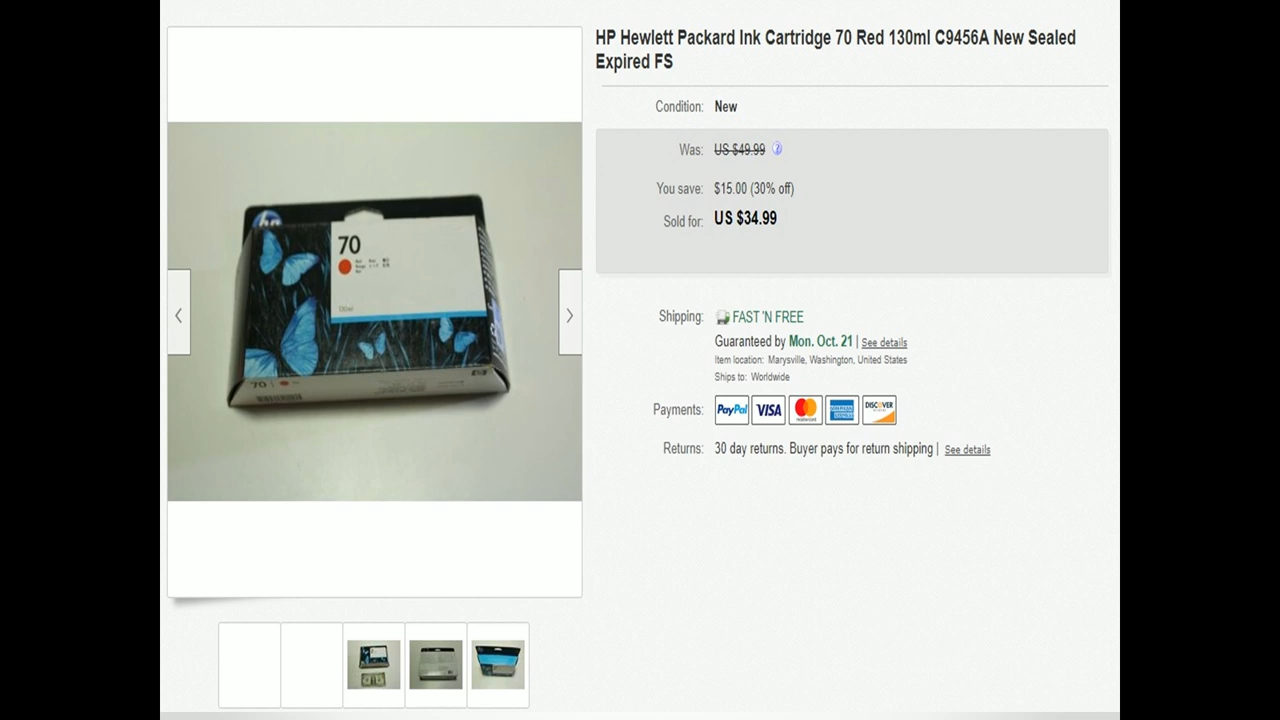 HP Hewlett Packard Ink Cartridge 70 Red 130ml C9456A New Sealed
Expired FS
Condition: New
Was: US $49.99 ?
You save: $15.00 (30% off)
Sold for: US $34.99
Shipping: FAST 'N FREE
Guaranteed by Mon. Oct. 21 | See details
Item location: Marysville, Washington, United States
Ships to: Worldwide
Payments: PayPal VISA DISCOVER
Returns: 30 day returns. Buyer pays for return shipping | See details
hp
70
130ml
70